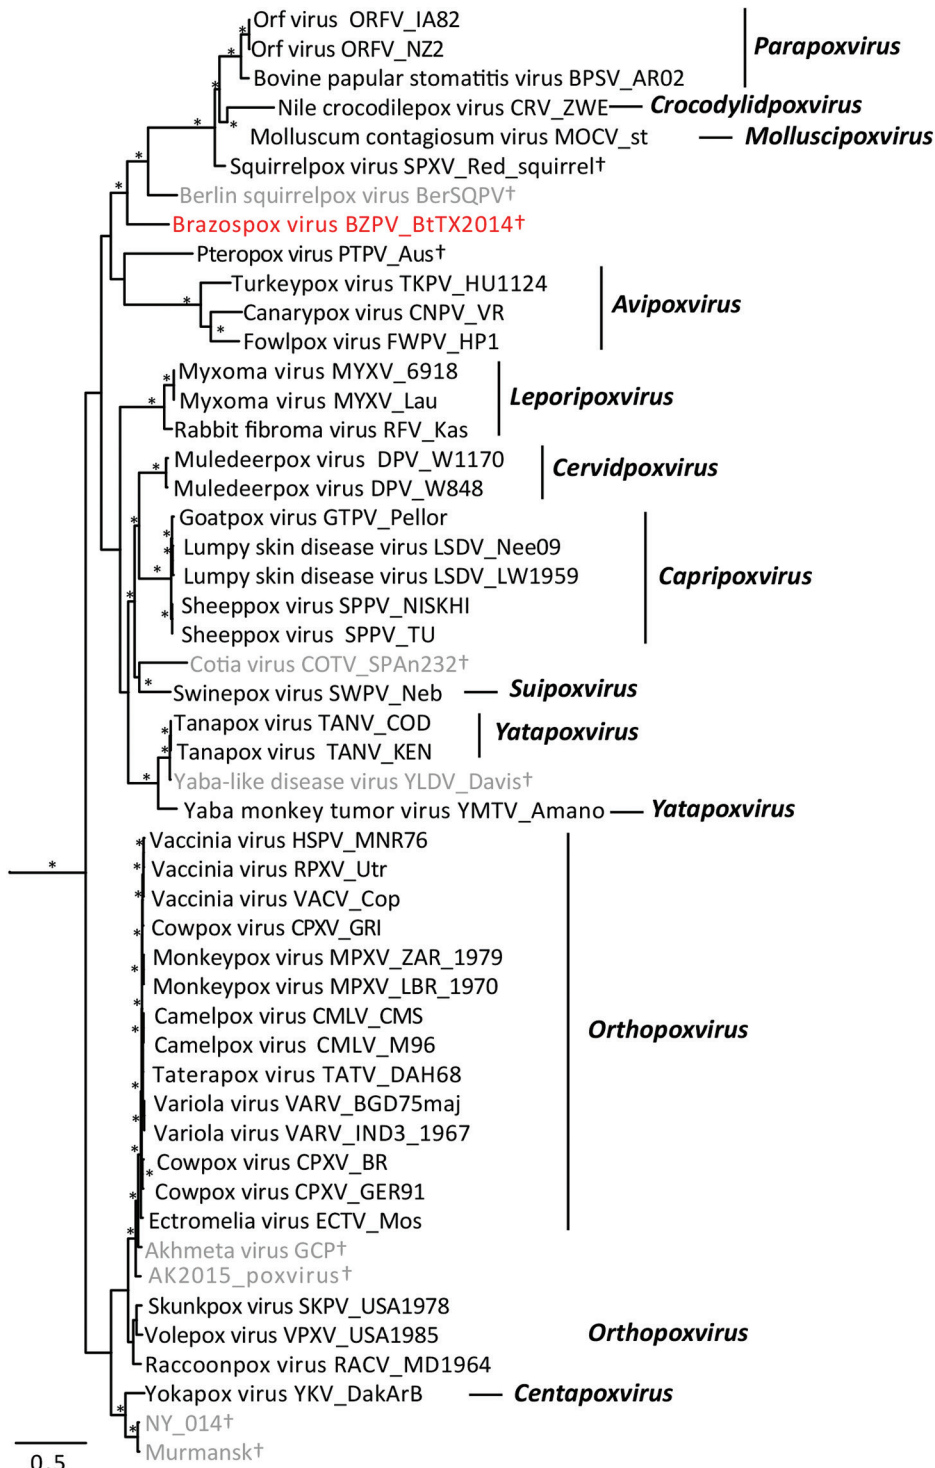 Orf virus ORFV_IA82
Orf virus ORFV_NZ2
Parapoxvirus
Bovine papular stomatitis virus BPSV_AR02
Nile crocodilepox virus CRV_ZWE — Crocodylidpoxvirus
Molluscum contagiosum virus MOCV_st — Molluscipoxvirus
Squirrelpox virus SPXV_Red_squirrel†
Berlin squirrelpox virus BerSQPV†
Brazospox virus BZPV_BtTX2014†
Pteropox virus PTPV_Aus†
Turkeypox virus TKPV_HU1124
Canarypox virus CNPV_VR
Avipoxvirus
Fowlpox virus FWPV_HP1
Myxoma virus MYXV_6918
Myxoma virus MYXV_Lau
Leporipoxvirus
Rabbit fibroma virus RFV_Kas
Muledeerpox virus DPV_W1170
Cervidpoxvirus
Muledeerpox virus DPV_W848
Goatpox virus GTPV_Pellor
Lumpy skin disease virus LSDV_Nee09
Lumpy skin disease virus LSDV_LW1959
Capripoxvirus
Sheeppox virus SPPV_NISKHI
Sheeppox virus SPPV_TU
Cotia virus COTV_SPAn232†
Swinepox virus SWPV_Neb — Suipoxvirus
Tanapox virus TANV_COD
Yatapoxvirus
Tanapox virus TANV_KEN
Yaba-like disease virus YLDV_Davis†
Yaba monkey tumor virus YMTV_Amano — Yatapoxvirus
Vaccinia virus HSPV_MNR76
Vaccinia virus RPXV_Utr
Vaccinia virus VACV_Cop
Cowpox virus CPXV_GRI
Monkeypox virus MPXV_ZAR_1979
Monkeypox virus MPXV_LBR_1970
Camelpox virus CMLV_CMS
Orthopoxvirus
Camelpox virus CMLV_M96
Taterapox virus TATV_DAH68
Variola virus VARV_BGD75maj
Variola virus VARV_IND3_1967
Cowpox virus CPXV_BR
Cowpox virus CPXV_GER91
Ectromelia virus ECTV_Mos
Akhmeta virus GCP†
AK2015_poxvirus†
Skunkpox virus SKPV_USA1978
Volepox virus VPXV_USA1985
Orthopoxvirus
Raccoonpox virus RACV_MD1964
Yokapox virus YKV_DakArB — Centapoxvirus
NY_014†
Murmansk†
0.5